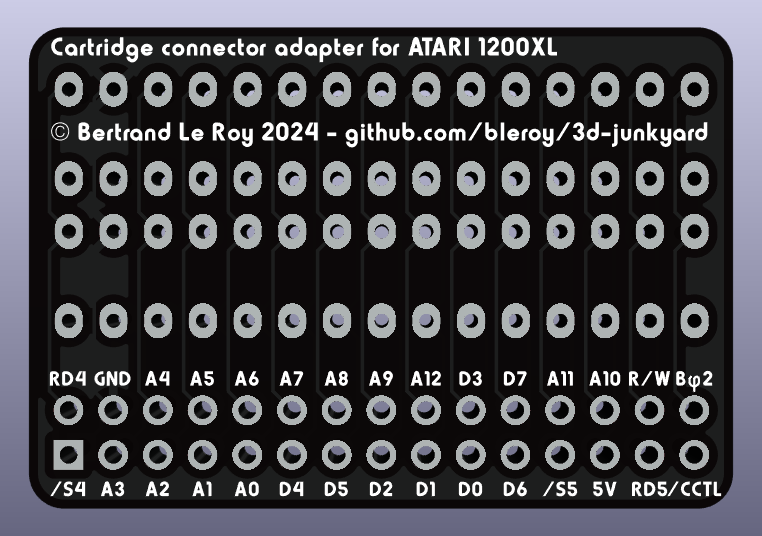 Cartridge connector adapter for ATARI 1200XL
© Bertrand Le Roy 2024 - github.com/bleroy/3d-junkyard
RD4 GND A4 A5 A6 A7 A8 A9 A12 D3 D7 A11 A10 R/W Bφ2
/S4 A3 A2 A1 A0 D4 D5 D2 D1 D0 D6 /S5 5V RD5 /CCTL